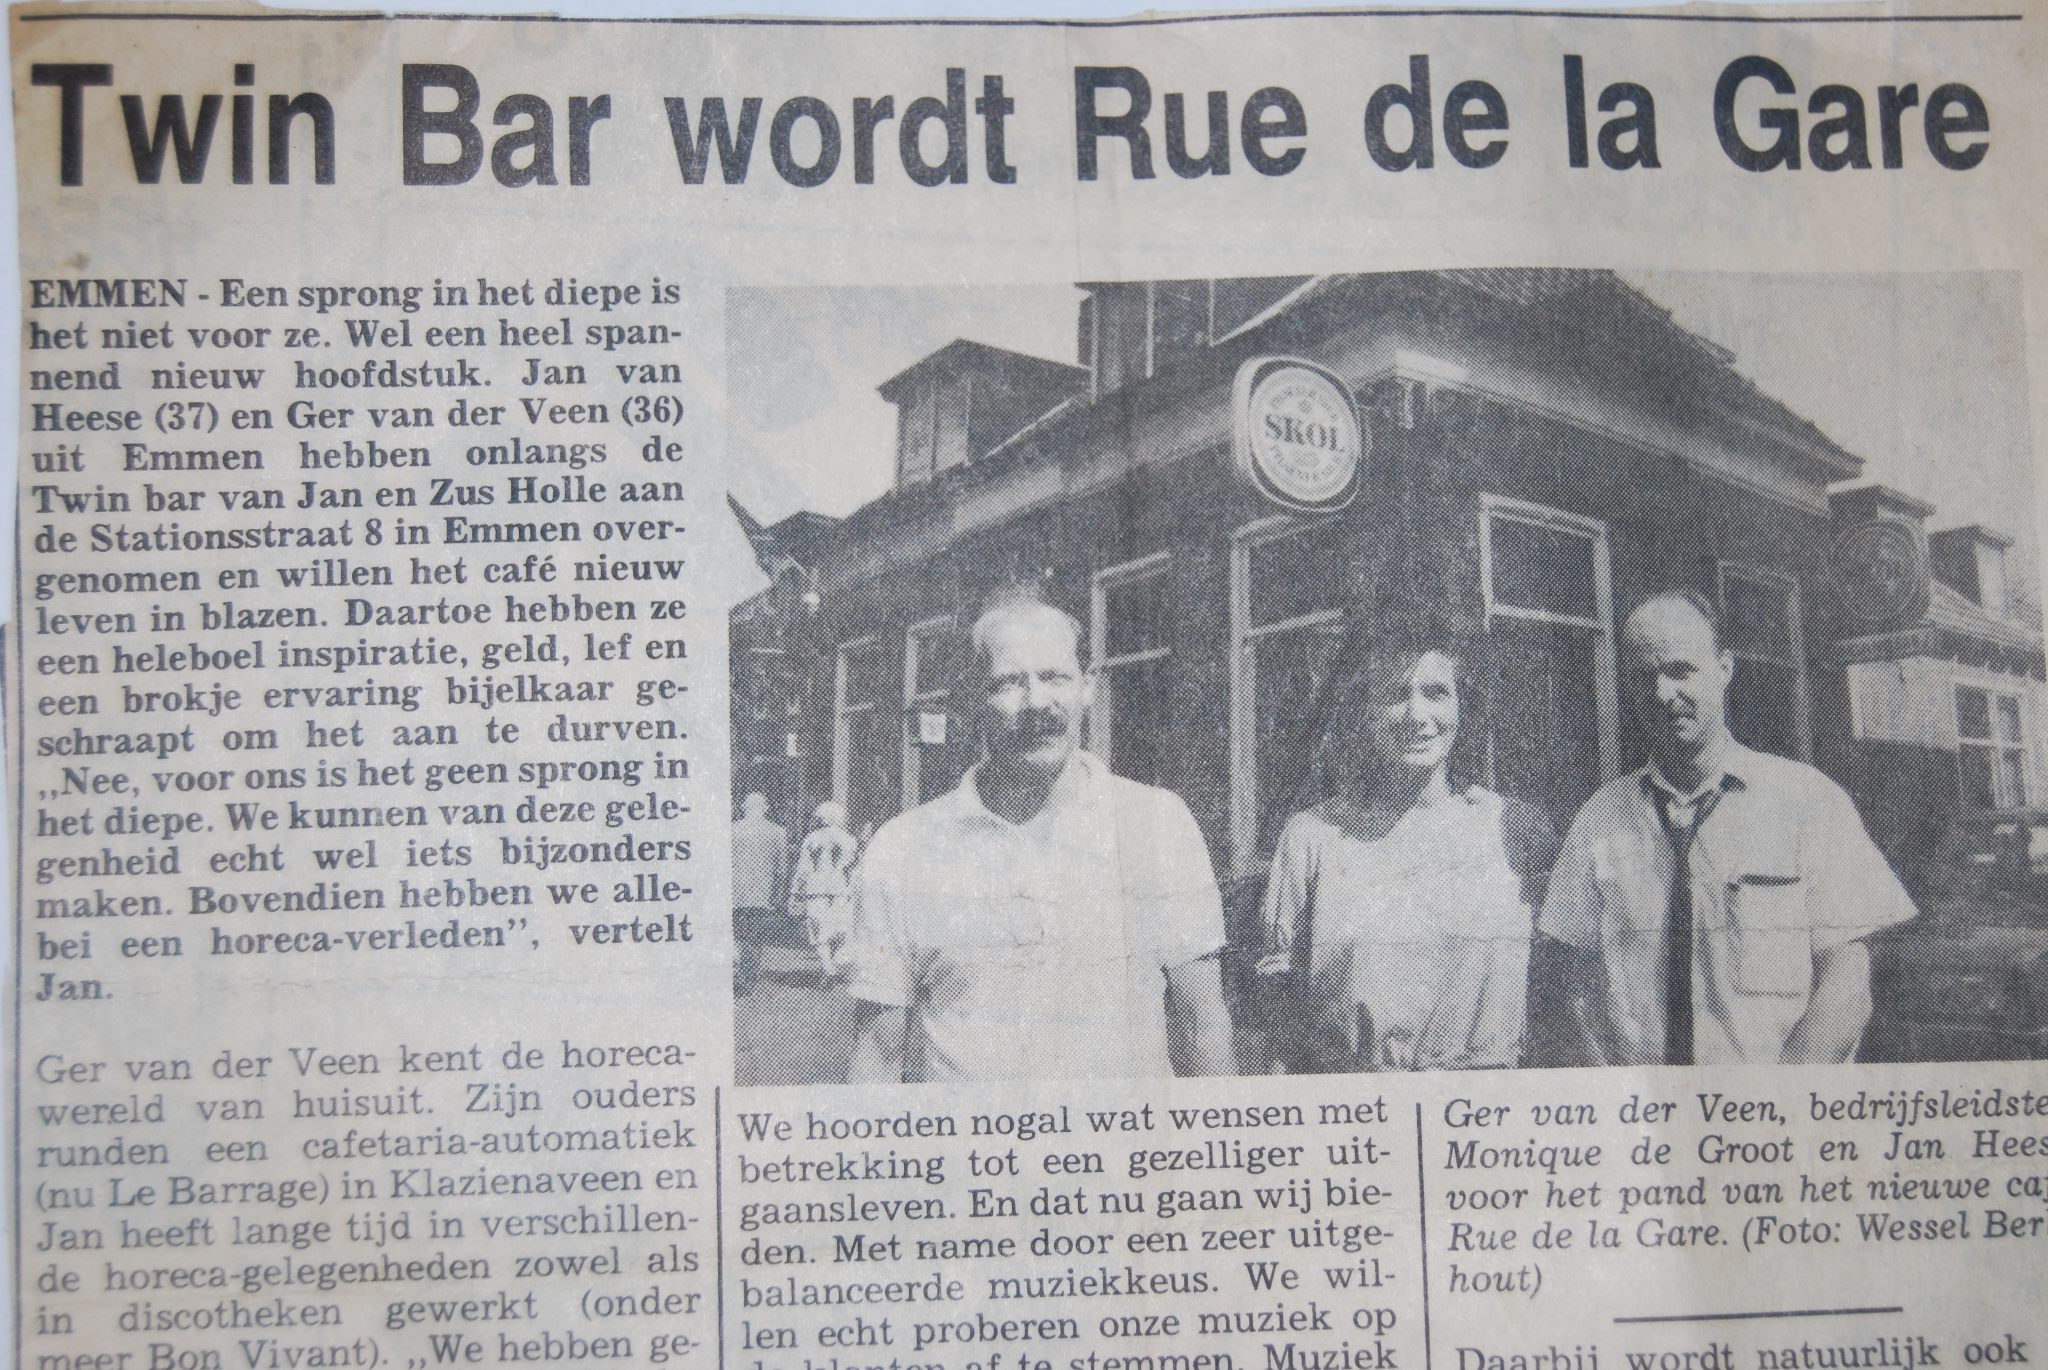 Twin Bar wordt Rue de la Gare
EMMEN - Een sprong in het diepe is
het niet voor ze. Wel een heel span-
nend nieuw hoofdstuk. Jan van
Heese (37) en Ger van der Veen (36)
uit Emmen hebben onlangs de
Twin bar van Jan en Zus Holle aan
de Stationsstraat 8 in Emmen over-
genomen en willen het café nieuw
leven in blazen. Daartoe hebben ze
een heleboel inspiratie, geld, lef en
een brokje ervaring bijelkaar ge-
schraapt om het aan te durven.
„Nee, voor ons is het geen sprong in
het diepe. We kunnen van deze gele-
genheid echt wel iets bijzonders
maken. Bovendien hebben we alle-
bei een horeca-verleden”, vertelt
Jan.
Ger van der Veen kent de horeca-
wereld van huisuit. Zijn ouders
runden een cafetaria-automatiek
(nu Le Barrage) in Klazienaveen en
Jan heeft lange tijd in verschillen-
de horeca-gelegenheden zowel als
in discotheken gewerkt (onder
meer Bon Vivant). „We hebben ge-
SKOL
We hoorden nogal wat wensen met
betrekking tot een gezelliger uit-
gaansleven. En dat nu gaan wij bie-
den. Met name door een zeer uitge-
balanceerde muziekkeus. We wil-
len echt proberen onze muziek op
de klanten af te stemmen. Muziek
Ger van der Veen, bedrijfsleidste
Monique de Groot en Jan Hees
voor het pand van het nieuwe ca
Rue de la Gare. (Foto: Wessel Ber
hout)
Daarbij wordt natuurlijk ook